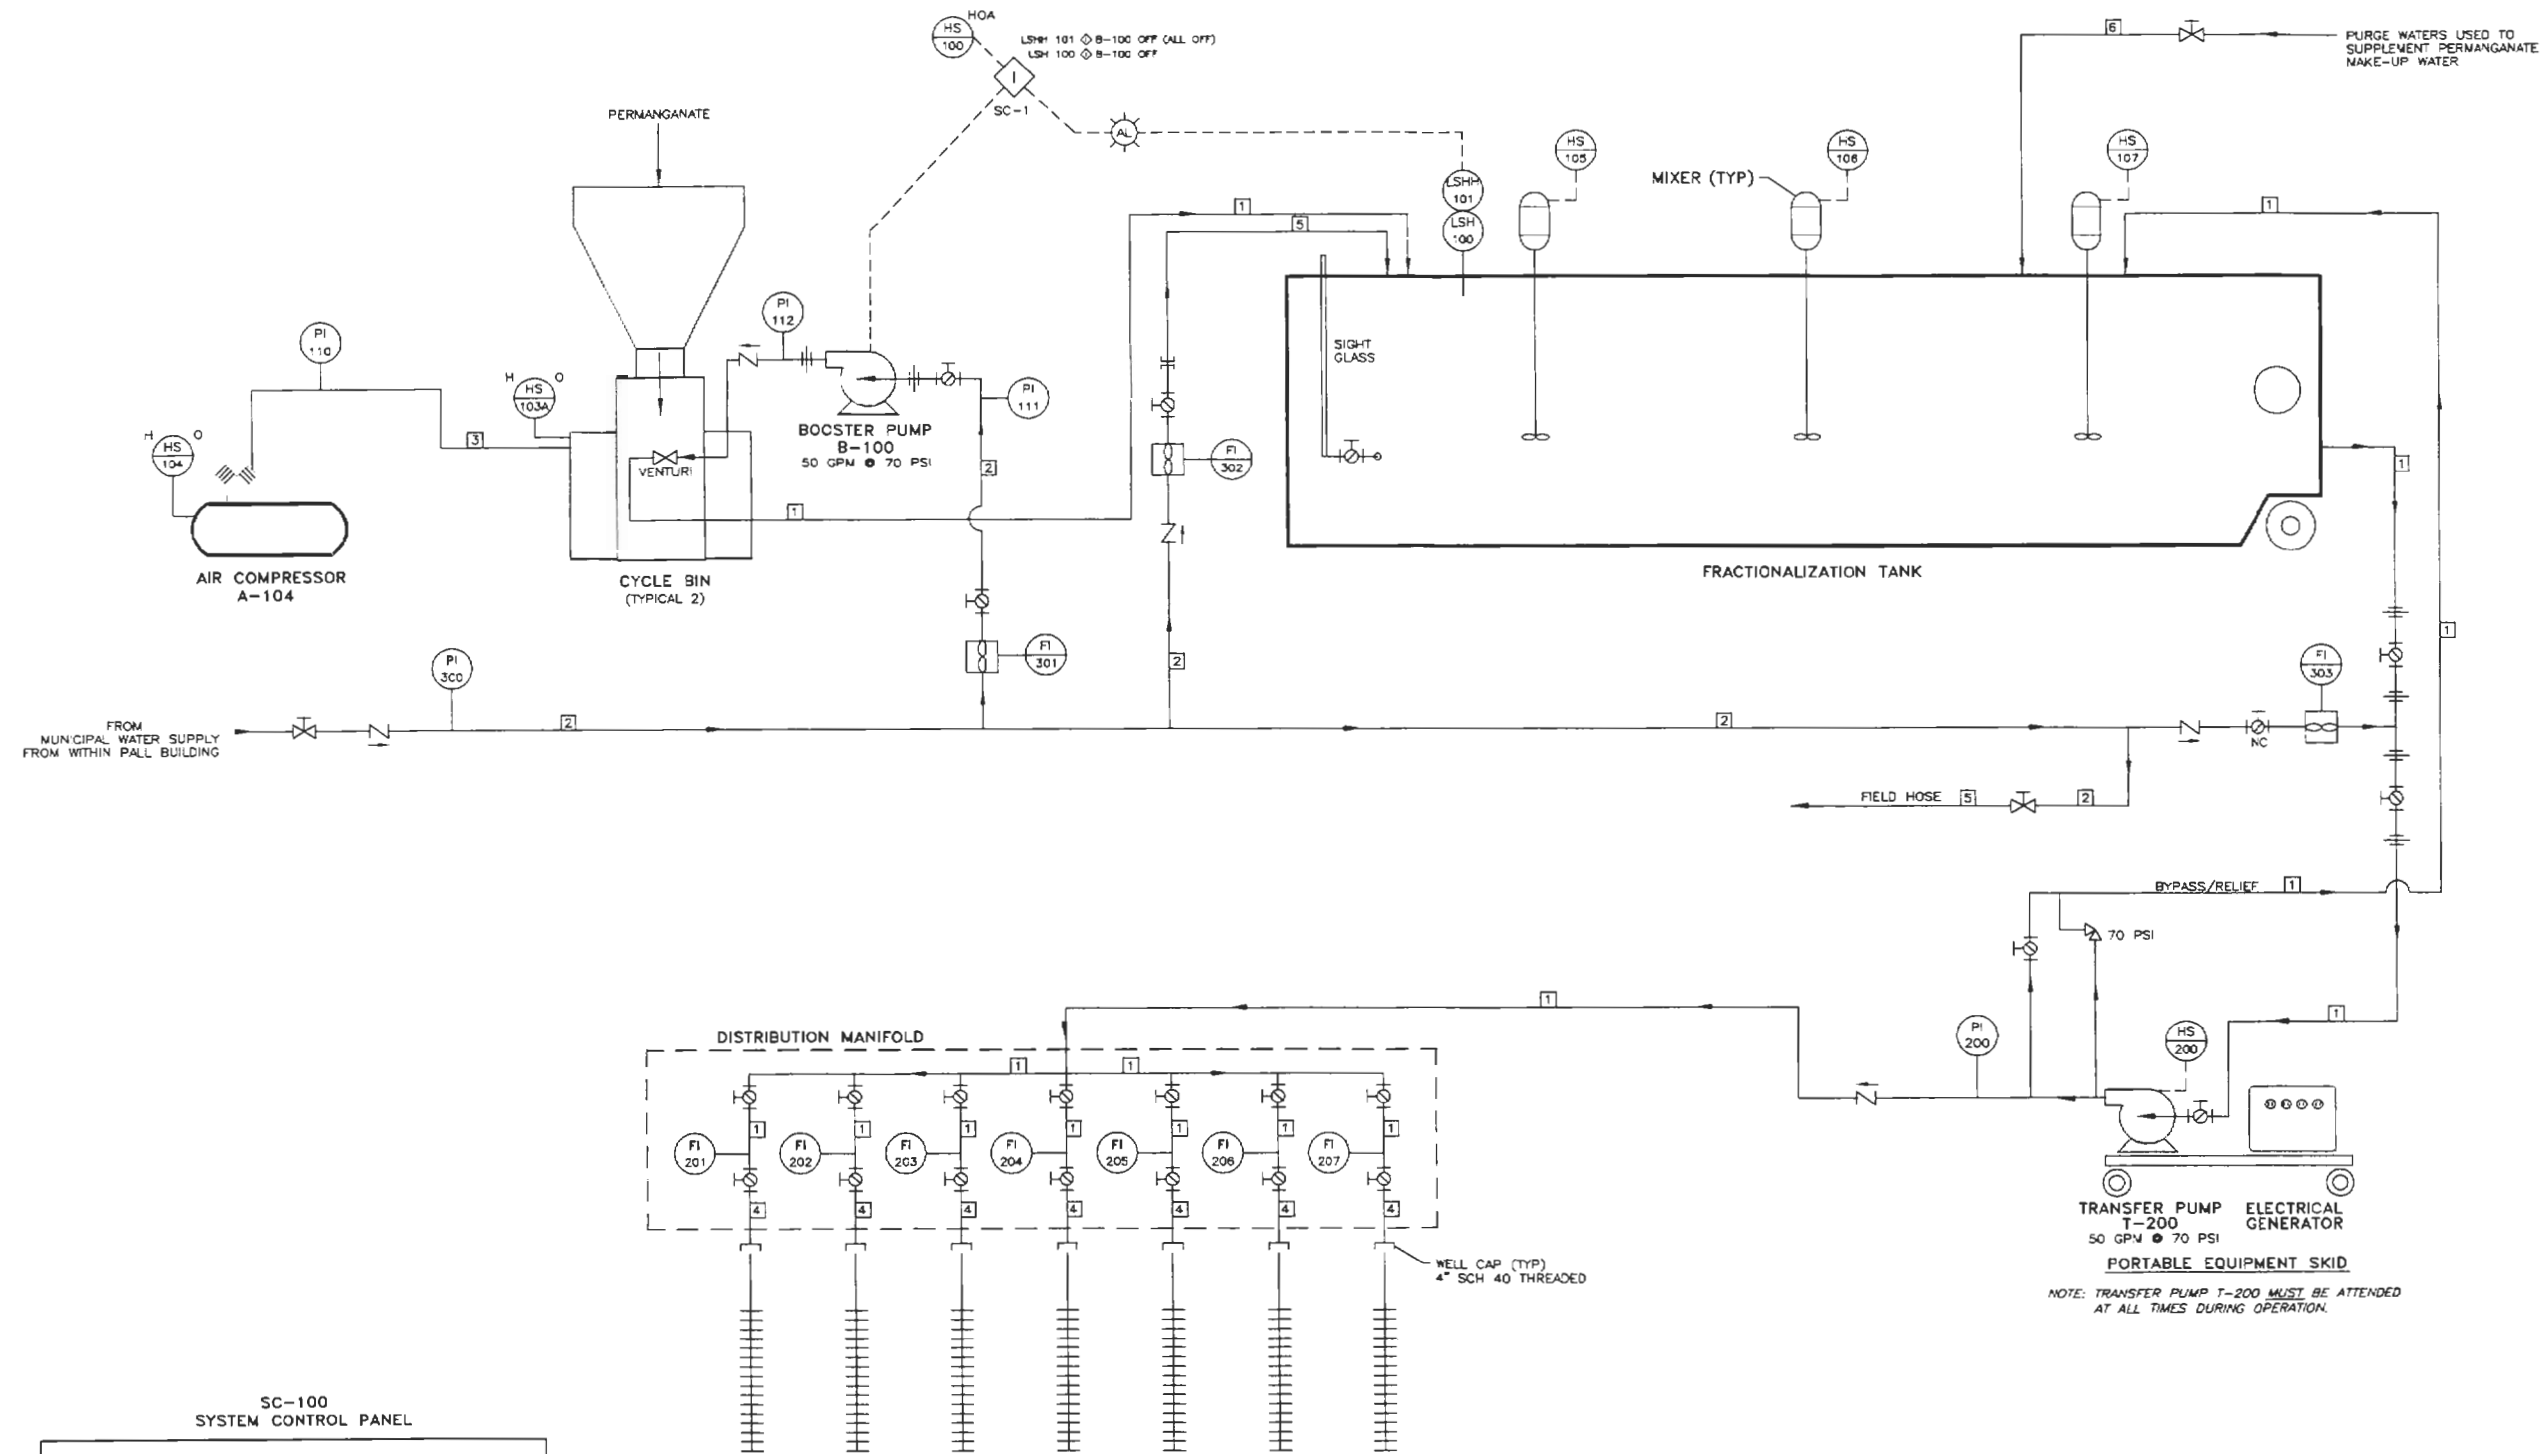 HS
100
HOA
LSHH 101 ◇ B-100 OFF (ALL OFF)
LSH 100 ◇ B-100 OFF
I
SC-1
AL
6
PURGE WATERS USED TO
SUPPLEMENT PERMANGANATE
MAKE-UP WATER
PERMANGANATE
HS
105
MIXER (TYP)
HS
106
HS
107
LSHH
101
LSH
100
1
5
1
SIGHT
GLASS
PI
110
PI
112
H
HS
103A
O
PI
111
H
HS
104
O
3
VENTURI
BOOSTER PUMP
B-100
50 GPM @ 70 PSI
2
FI
302
1
1
AIR COMPRESSOR
A-104
CYCLE BIN
(TYPICAL 2)
FRACTIONALIZATION TANK
FI
301
2
1
PI
300
FI
303
FROM
MUNICIPAL WATER SUPPLY
FROM WITHIN PALL BUILDING
2
2
NC
FIELD HOSE
5
2
BYPASS/RELIEF
1
70 PSI
1
1
PI
200
HS
200
DISTRIBUTION MANIFOLD
1
1
1
1
1
1
1
1
1
FI
201
FI
202
FI
203
FI
204
FI
205
FI
206
FI
207
4
4
4
4
4
4
4
WELL CAP (TYP)
4" SCH 40 THREADED
TRANSFER PUMP
T-200
50 GPM @ 70 PSI
ELECTRICAL
GENERATOR
PORTABLE EQUIPMENT SKID
NOTE: TRANSFER PUMP T-200 MUST BE ATTENDED
AT ALL TIMES DURING OPERATION.
SC-100
SYSTEM CONTROL PANEL